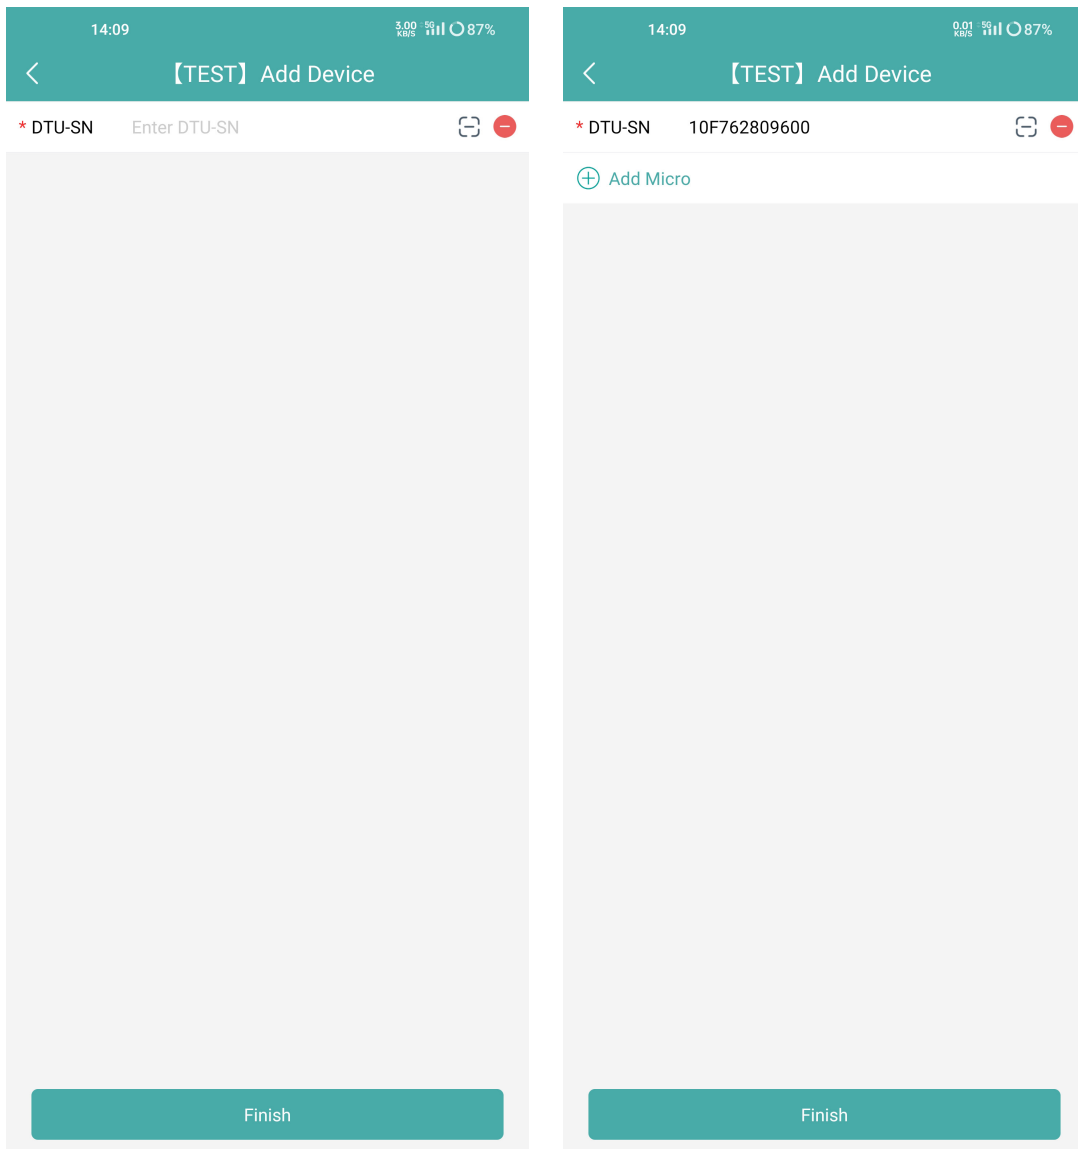 14:09 3.00 KB/S 5G 87%
【TEST】Add Device
* DTU-SN Enter DTU-SN
Finish
14:09 0.01 KB/S 5G 87%
【TEST】Add Device
* DTU-SN 10F762809600
Add Micro
Finish